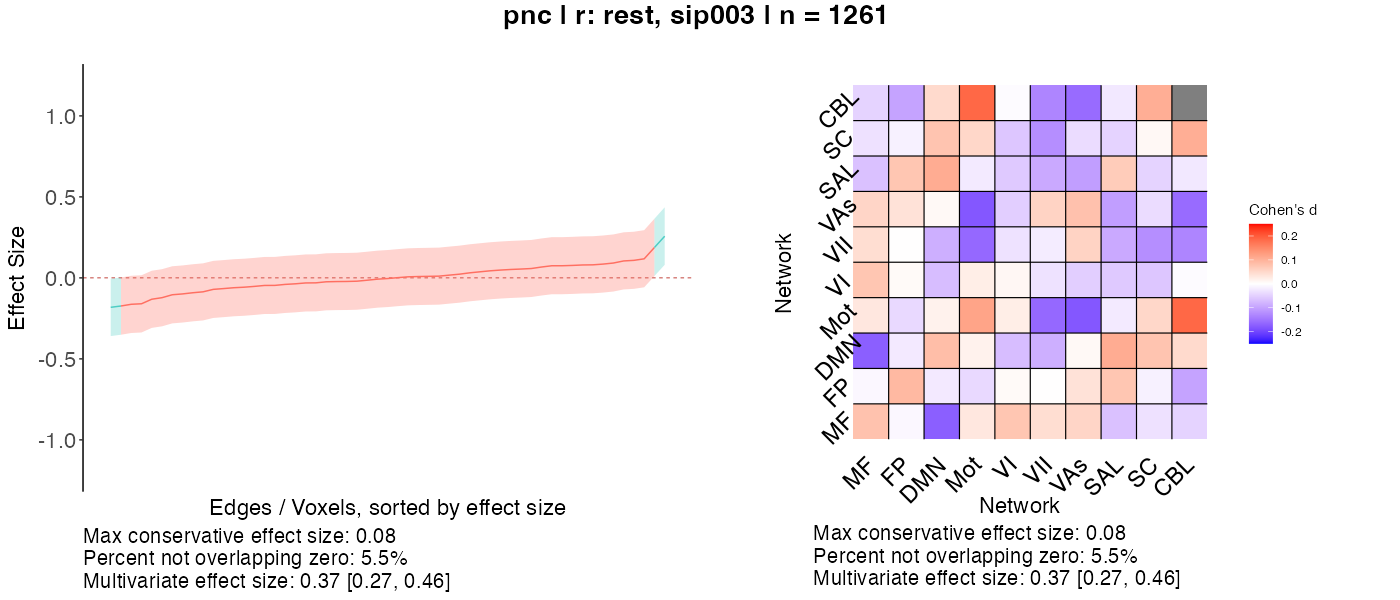 pnc | r: rest, sip003 | n = 1261
Effect Size
1.0
0.5
0.0
-0.5
-1.0
Edges / Voxels, sorted by effect size
Max conservative effect size: 0.08
Percent not overlapping zero: 5.5%
Multivariate effect size: 0.37 [0.27, 0.46]
Network
CBL
SC
SAL
VAs
VII
VI
Mot
DMN
FP
MF
MF
FP
DMN
Mot
VI
VII
VAs
SAL
SC
CBL
Network
Max conservative effect size: 0.08
Percent not overlapping zero: 5.5%
Multivariate effect size: 0.37 [0.27, 0.46]
Cohen's d
0.2
0.1
0.0
-0.1
-0.2